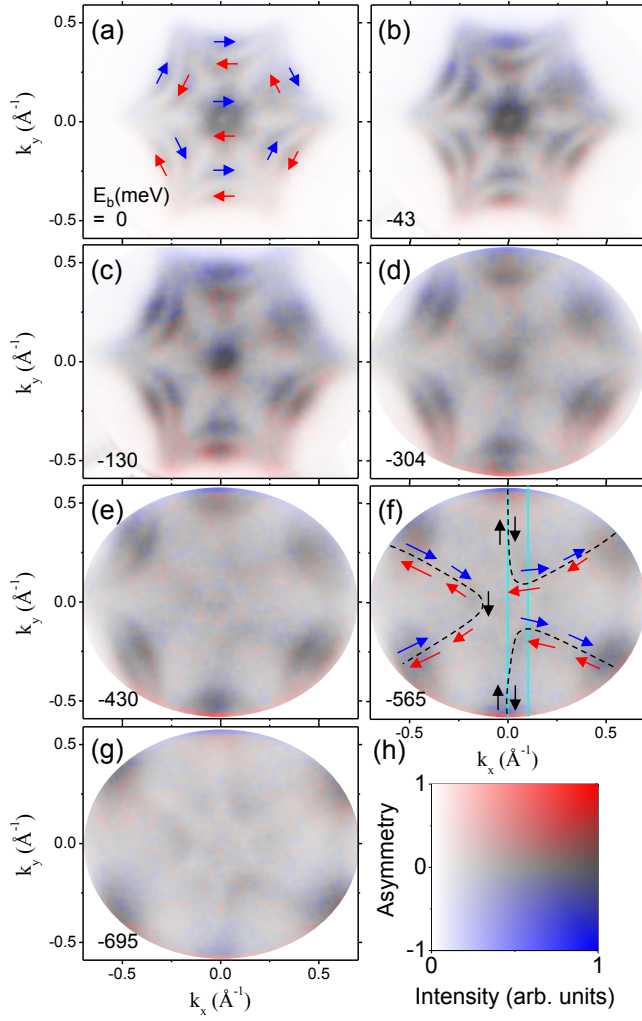 (a)
(b)
0.5
0.0
-0.5
k_y (Å⁻¹)
E_b(meV)
= 0
-43
(c)
(d)
0.5
0.0
-0.5
k_y (Å⁻¹)
-130
-304
(e)
(f)
0.5
0.0
-0.5
k_y (Å⁻¹)
-430
-565
-0.5 0.0 0.5
k_x (Å⁻¹)
(g)
(h)
0.5
0.0
-0.5
k_y (Å⁻¹)
-695
-0.5 0.0 0.5
k_x (Å⁻¹)
1
0
-1
Asymmetry
0 1
Intensity (arb. units)